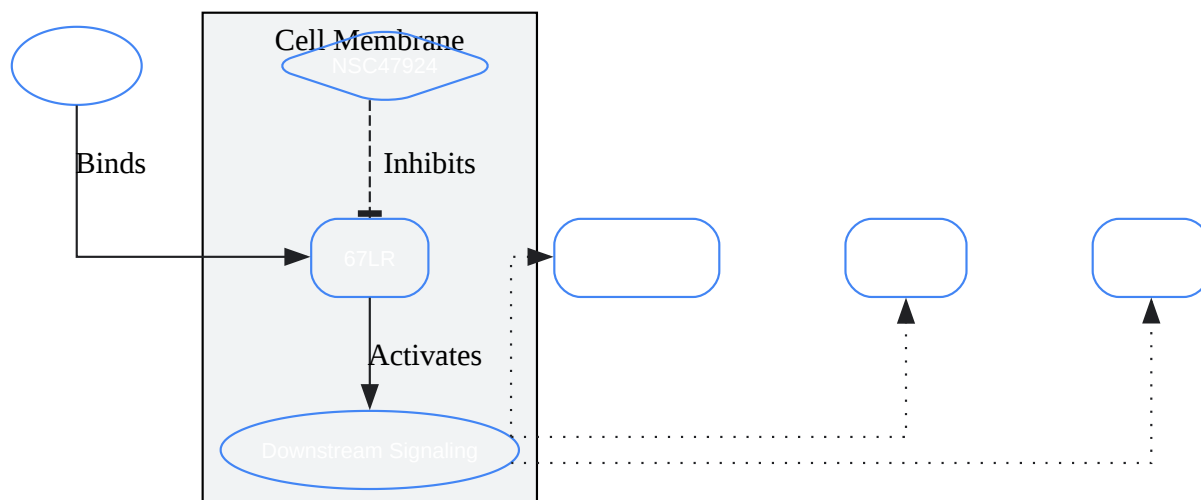 Cell Membrane
NSC47924
Binds
Inhibits
67LR
Activates
Downstream Signaling